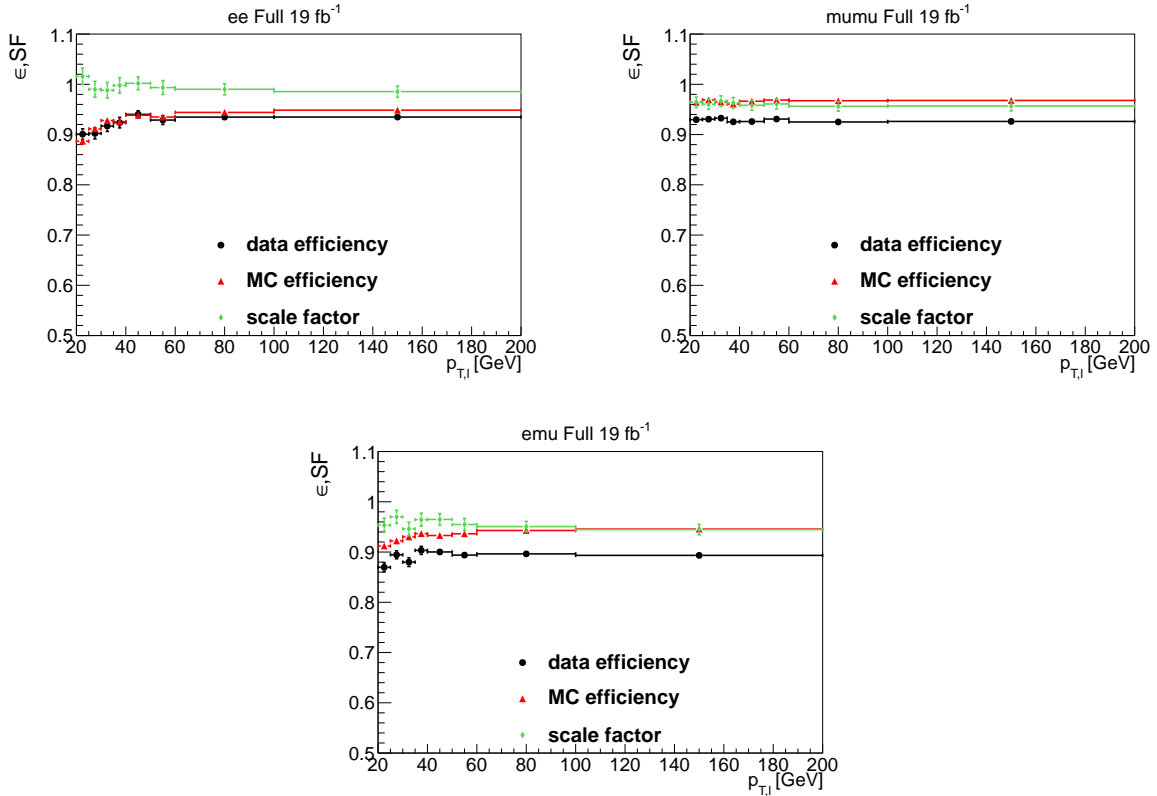 ee Full 19 fb⁻¹
∈,SF
1.1
1
0.9
0.8
0.7
0.6
0.5
data efficiency
MC efficiency
scale factor
20 40 60 80 100 120 140 160 180 200
p_T,l [GeV]
mumu Full 19 fb⁻¹
∈,SF
1.1
1
0.9
0.8
0.7
0.6
0.5
data efficiency
MC efficiency
scale factor
20 40 60 80 100 120 140 160 180 200
p_T,l [GeV]
emu Full 19 fb⁻¹
∈,SF
1.1
1
0.9
0.8
0.7
0.6
0.5
data efficiency
MC efficiency
scale factor
20 40 60 80 100 120 140 160 180 200
p_T,l [GeV]